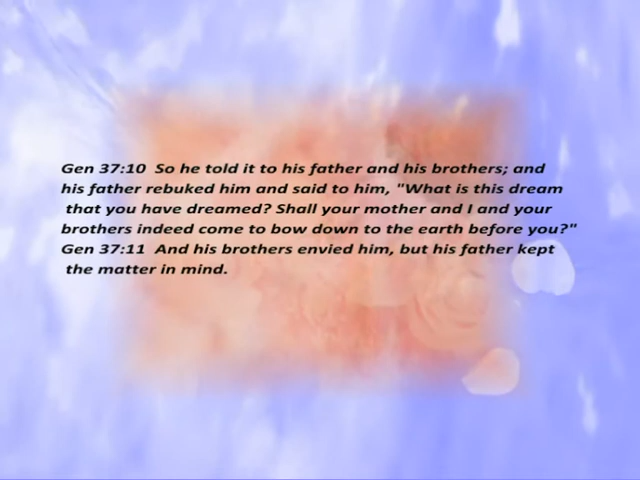 Gen 37:10  So he told it to his father and his brothers; and
his father rebuked him and said to him, "What is this dream
that you have dreamed? Shall your mother and I and your
brothers indeed come to bow down to the earth before you?"
Gen 37:11  And his brothers envied him, but his father kept
the matter in mind.